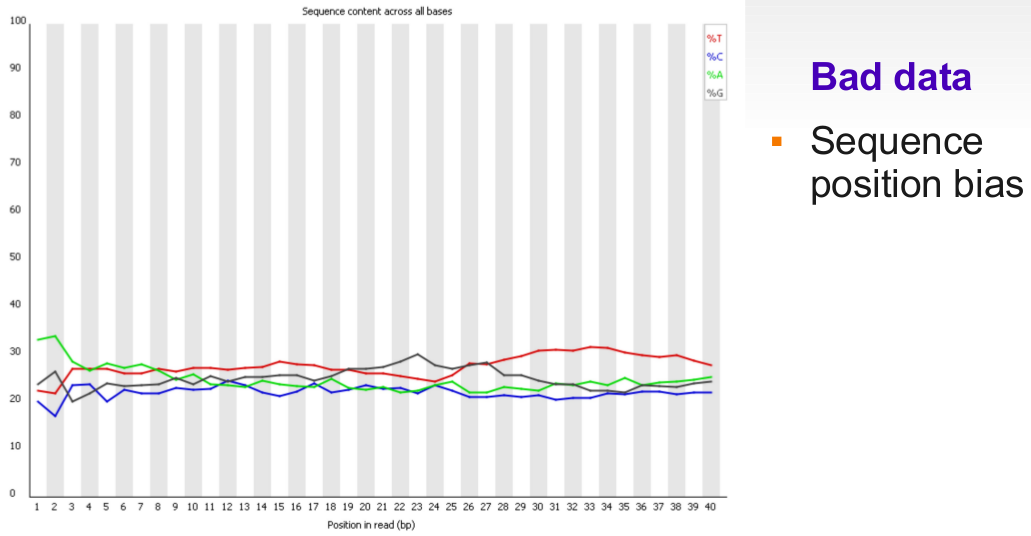 Sequence content across all bases
100
90
80
70
60
50
40
30
20
10
0
%T
%C
%A
%G
1 2 3 4 5 6 7 8 9 10 11 12 13 14 15 16 17 18 19 20 21 22 23 24 25 26 27 28 29 30 31 32 33 34 35 36 37 38 39 40
Position in read (bp)
Bad data
Sequence
position bias